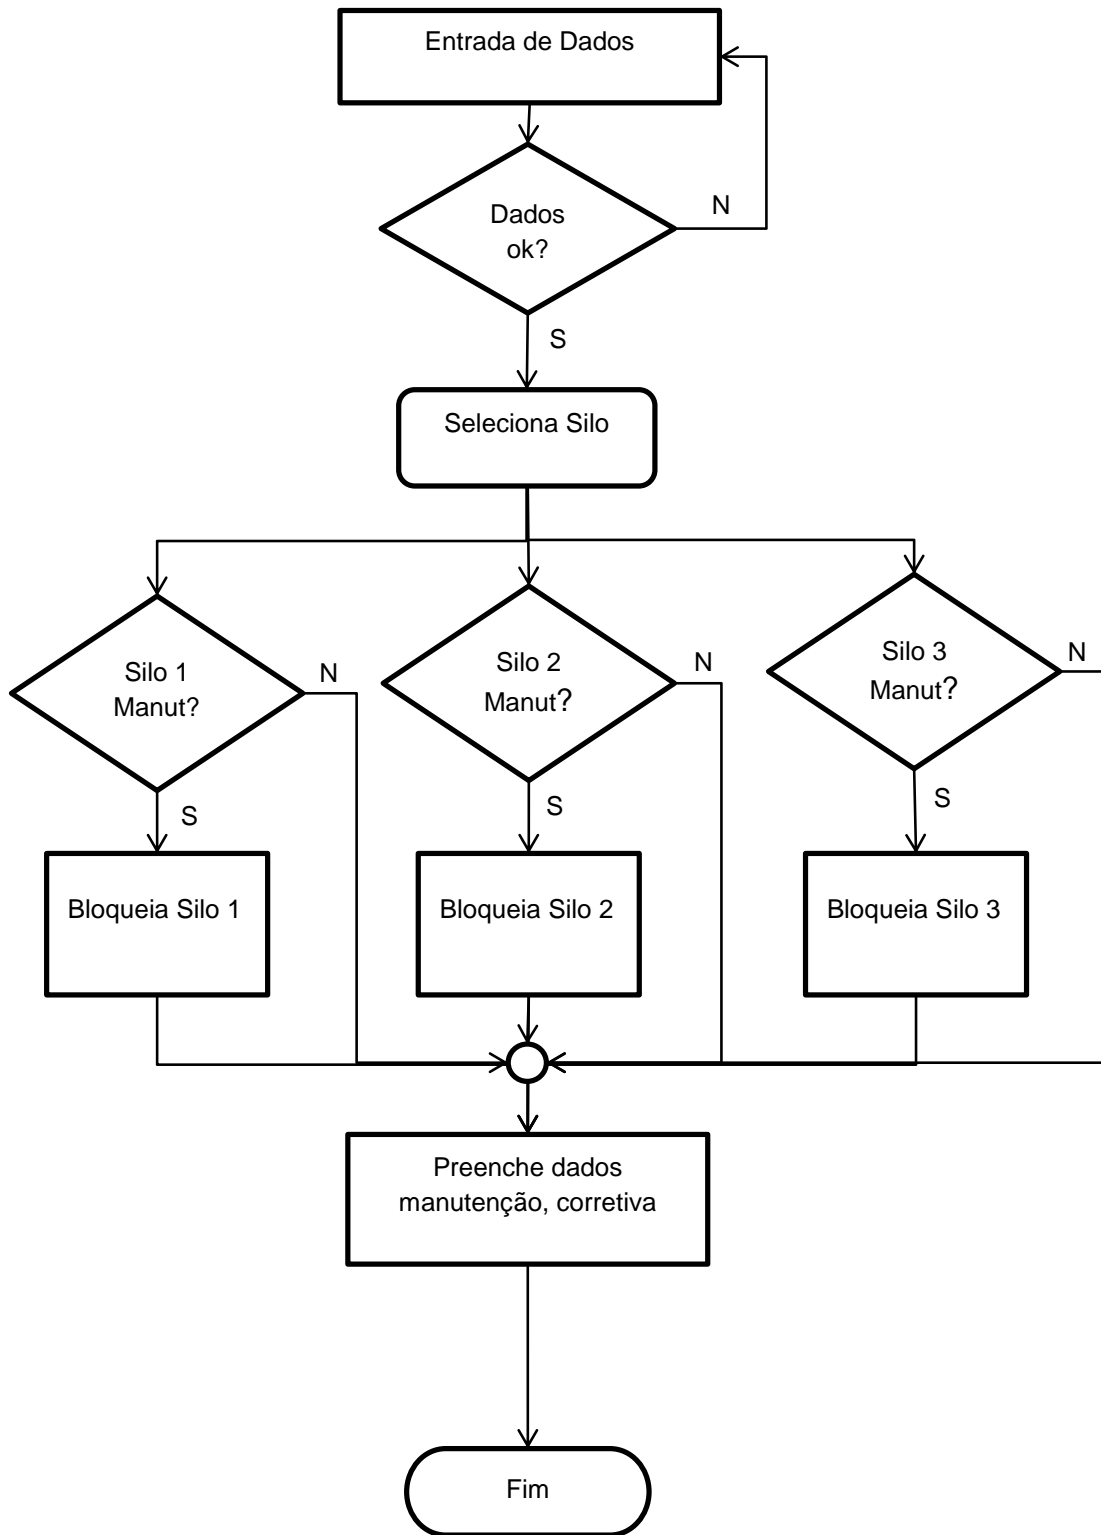 Entrada de Dados
Dados
ok?
N
S
Seleciona Silo
Silo 1
Manut?
N
S
Silo 2
Manut?
N
S
Silo 3
Manut?
N
S
Bloqueia Silo 1
Bloqueia Silo 2
Bloqueia Silo 3
Preenche dados
manutenção, corretiva
Fim